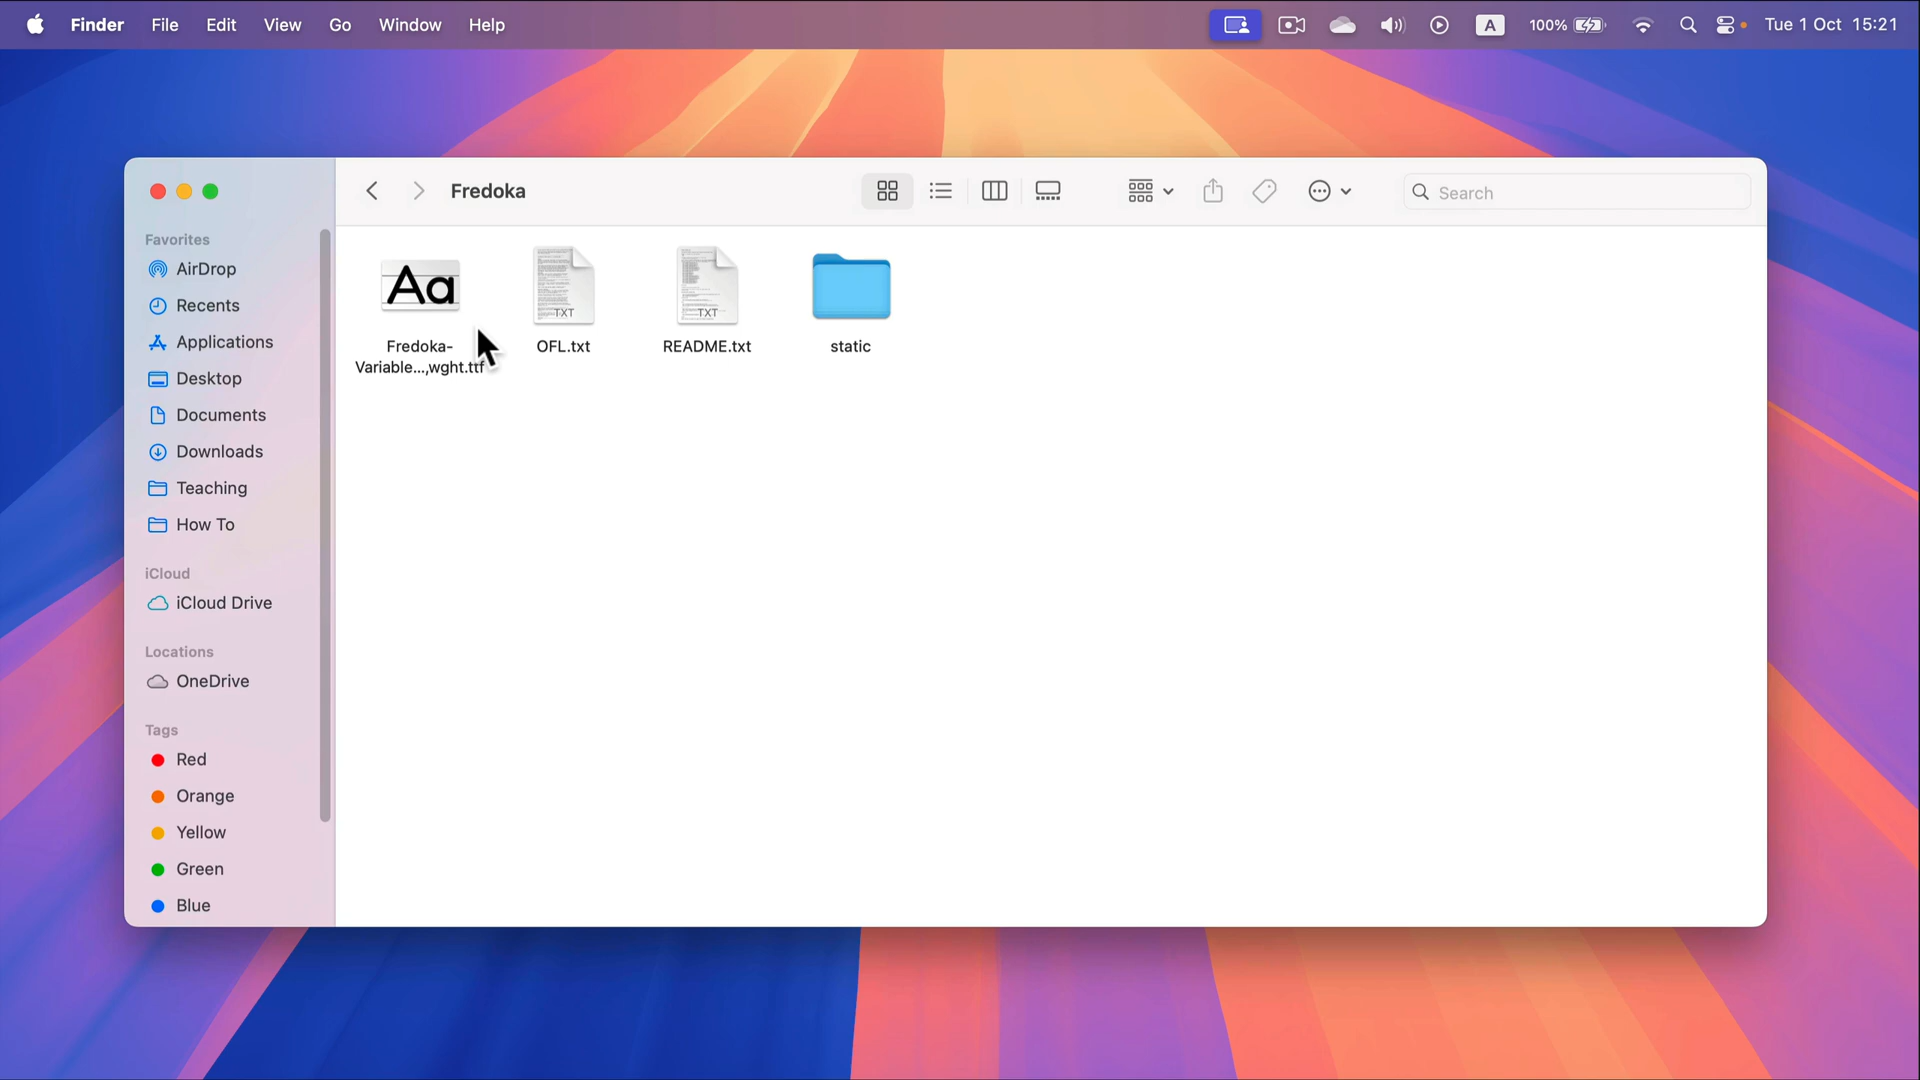 Finder File Edit View Go Window Help A 100% Tue 1 Oct 15:21
Fredoka
Search
Favorites
AirDrop
Recents
Applications
Desktop
Documents
Downloads
Teaching
How To
iCloud
iCloud Drive
Locations
OneDrive
Tags
Red
Orange
Yellow
Green
Blue
Aa
Fredoka-
Variable...,wght.ttf
TXT
OFL.txt
TXT
README.txt
static